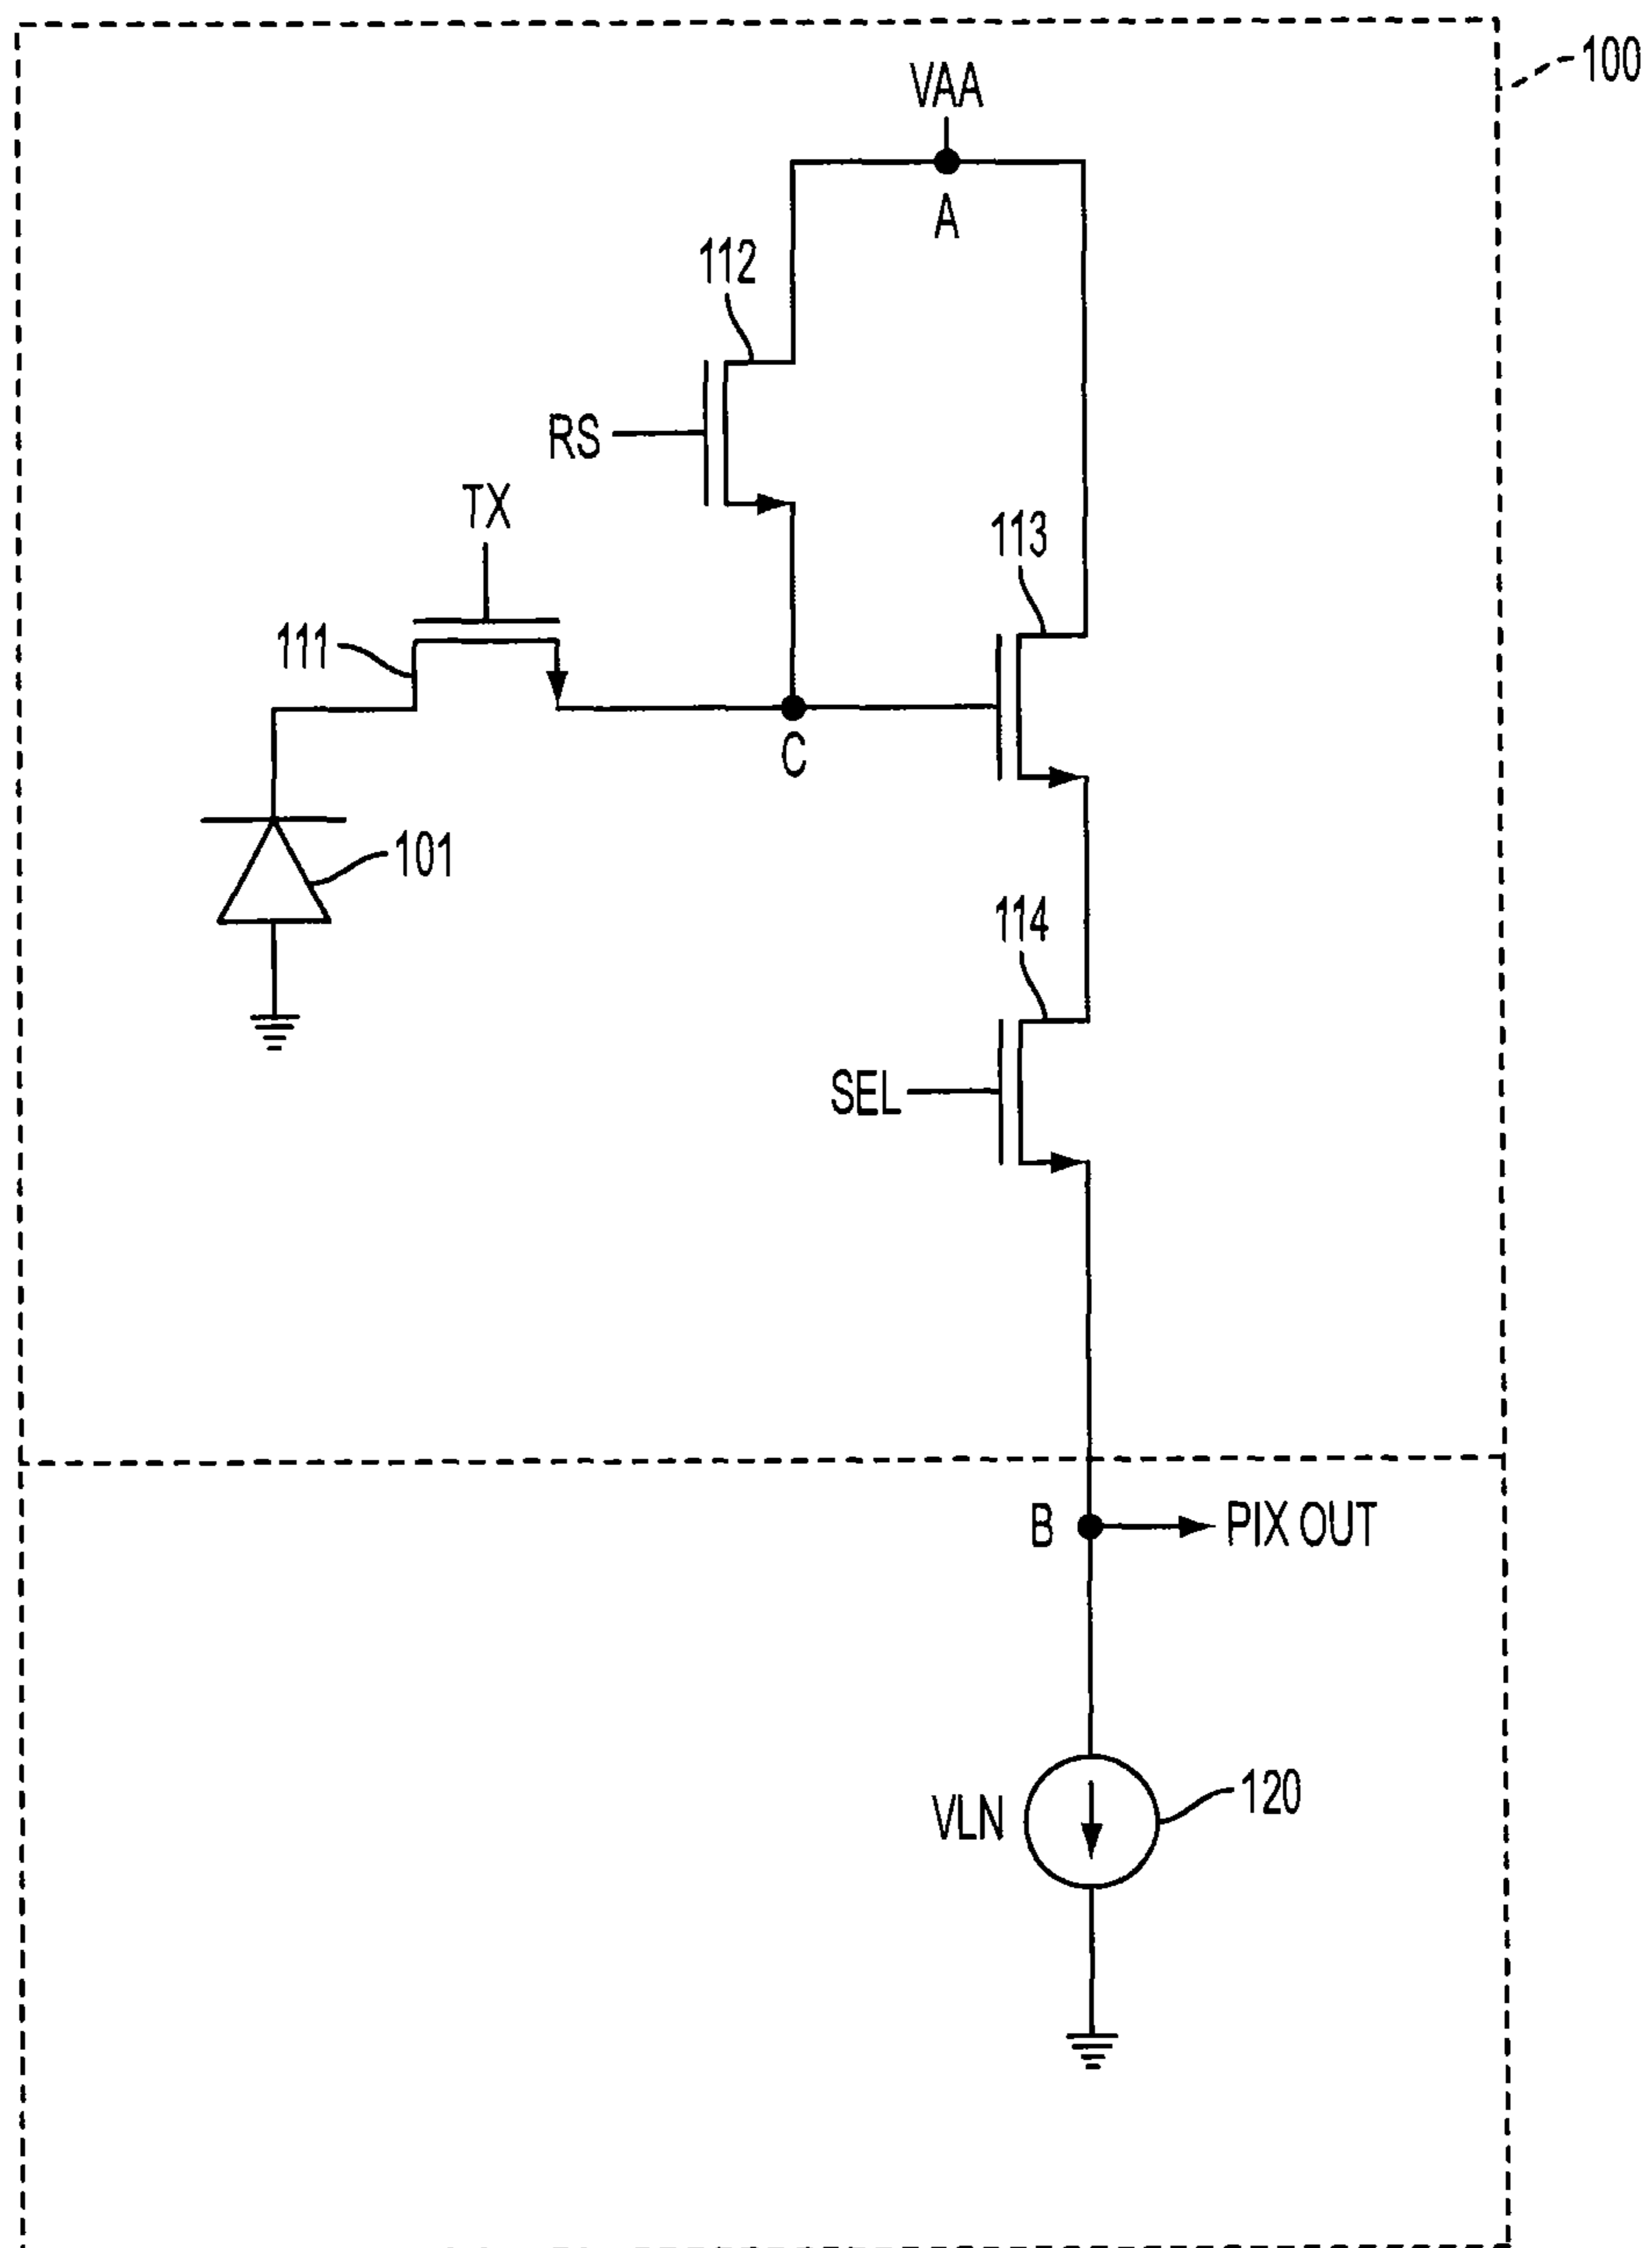 100
VAA
A
112
RS
TX
113
111
C
101
114
SEL
B
PIX OUT
VLN
120